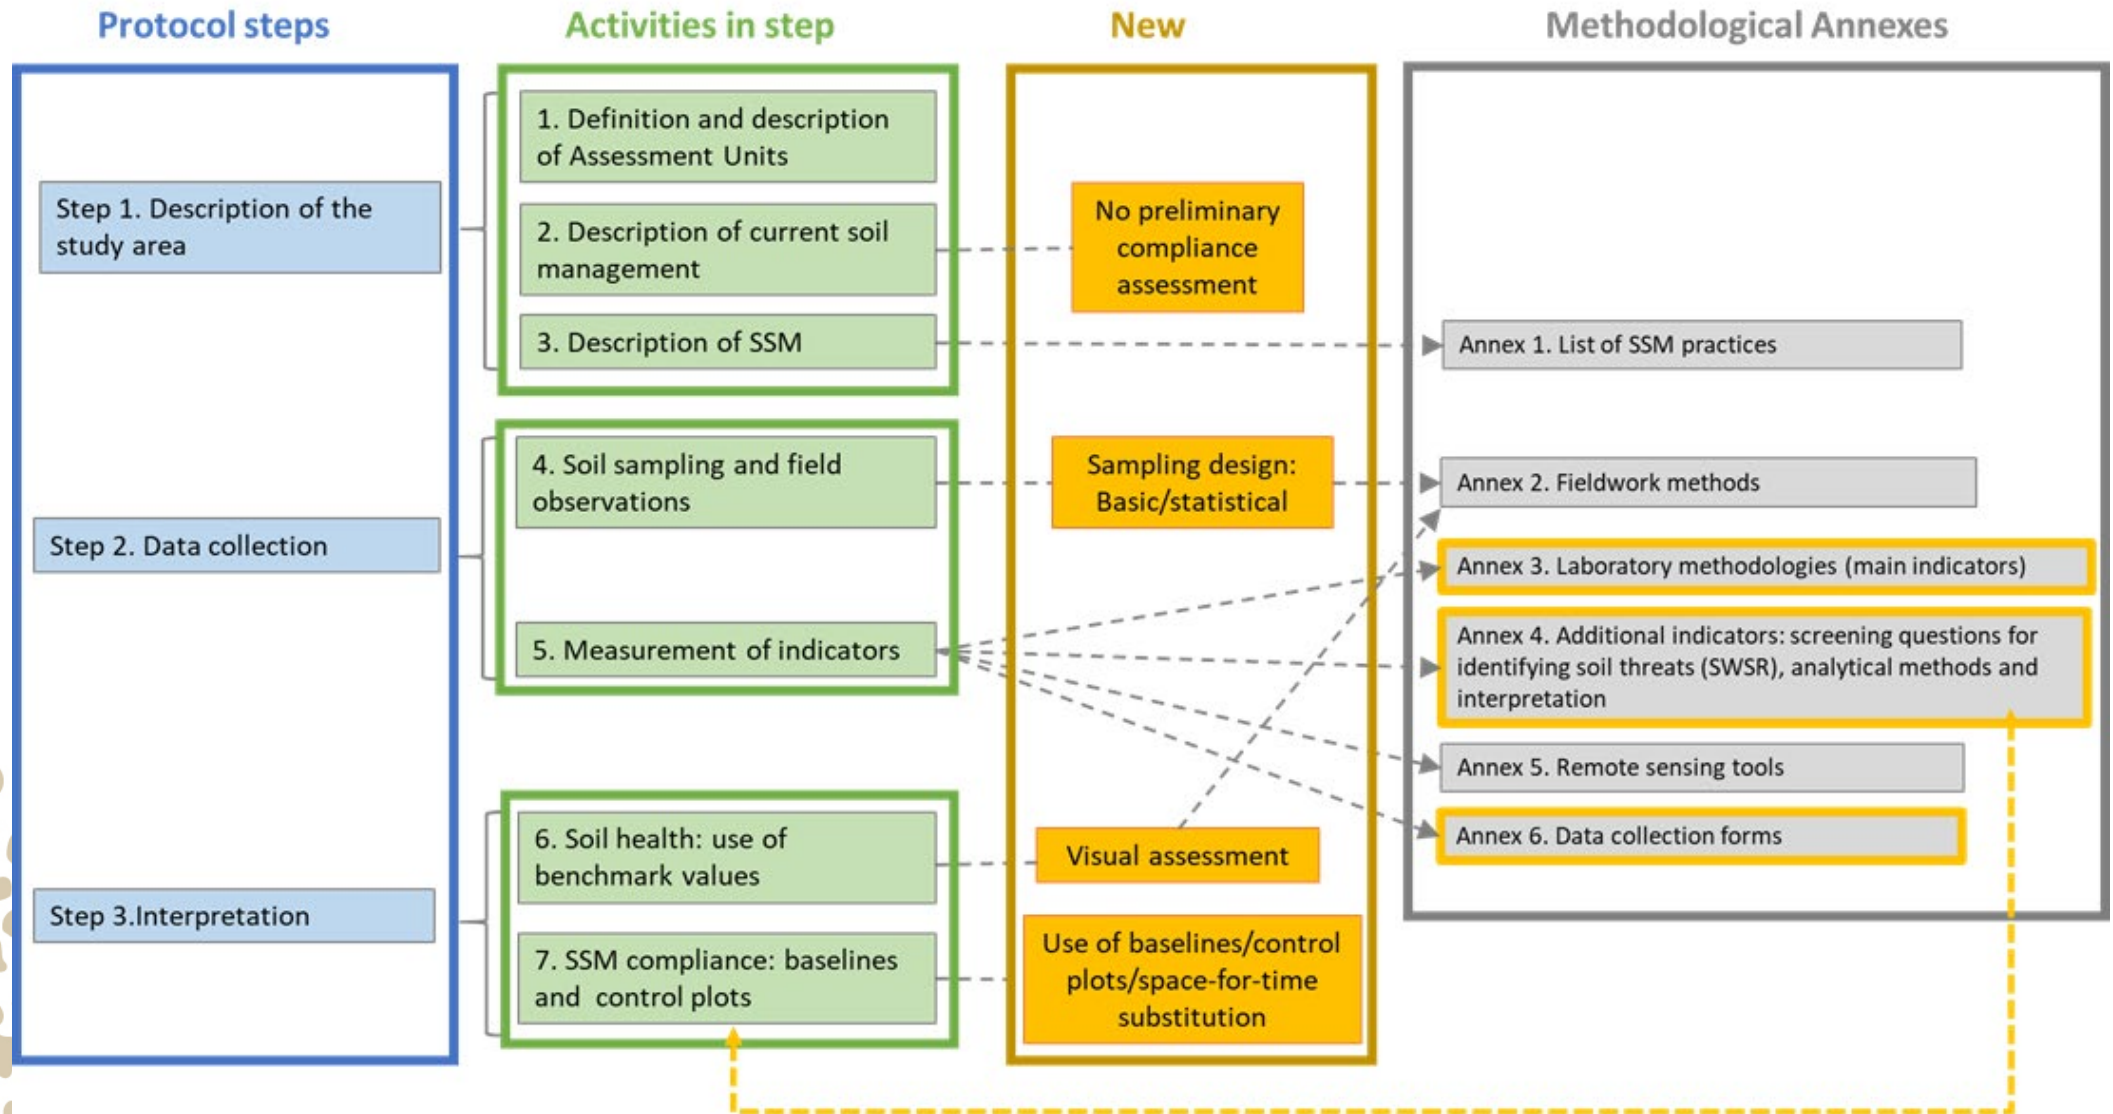 Protocol steps
Activities in step
New
Methodological Annexes
Step 1. Description of the
study area
Step 2. Data collection
Step 3.Interpretation
1. Definition and description
of Assessment Units
2. Description of current soil
management
3. Description of SSM
4. Soil sampling and field
observations
5. Measurement of indicators
6. Soil health: use of
benchmark values
7. SSM compliance: baselines
and control plots
No preliminary
compliance
assessment
Sampling design:
Basic/statistical
Visual assessment
Use of baselines/control
plots/space-for-time
substitution
Annex 1. List of SSM practices
Annex 2. Fieldwork methods
Annex 3. Laboratory methodologies (main indicators)
Annex 4. Additional indicators: screening questions for
identifying soil threats (SWSR), analytical methods and
interpretation
Annex 5. Remote sensing tools
Annex 6. Data collection forms